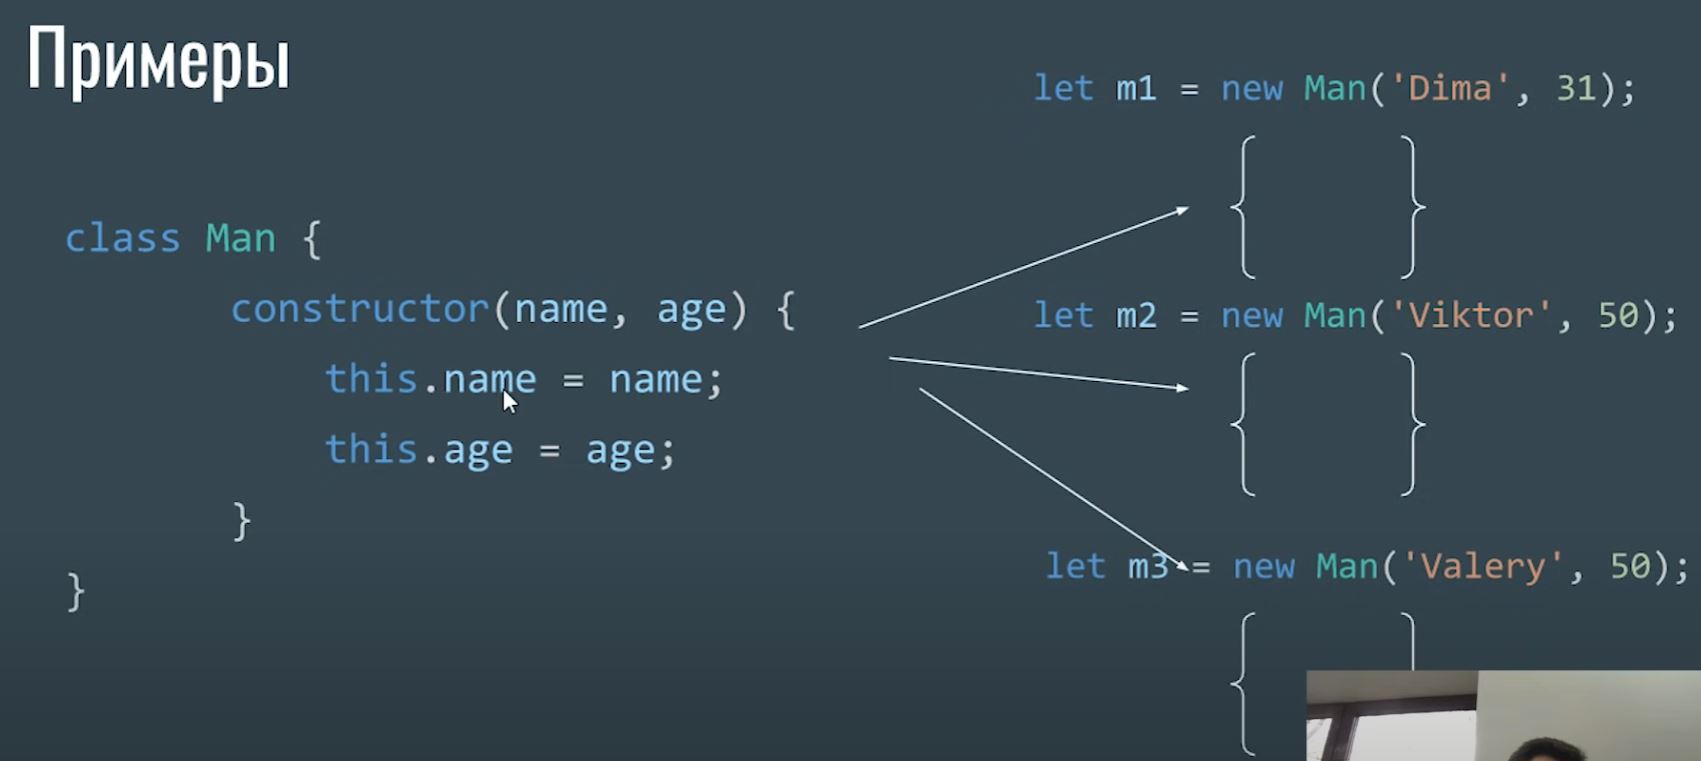 Примеры
class Man {
constructor(name, age) {
this.name = name;
this.age = age;
}
}
let m1 = new Man('Dima', 31);
{ }
let m2 = new Man('Viktor', 50);
{ }
let m3 = new Man('Valery', 50);
{ }